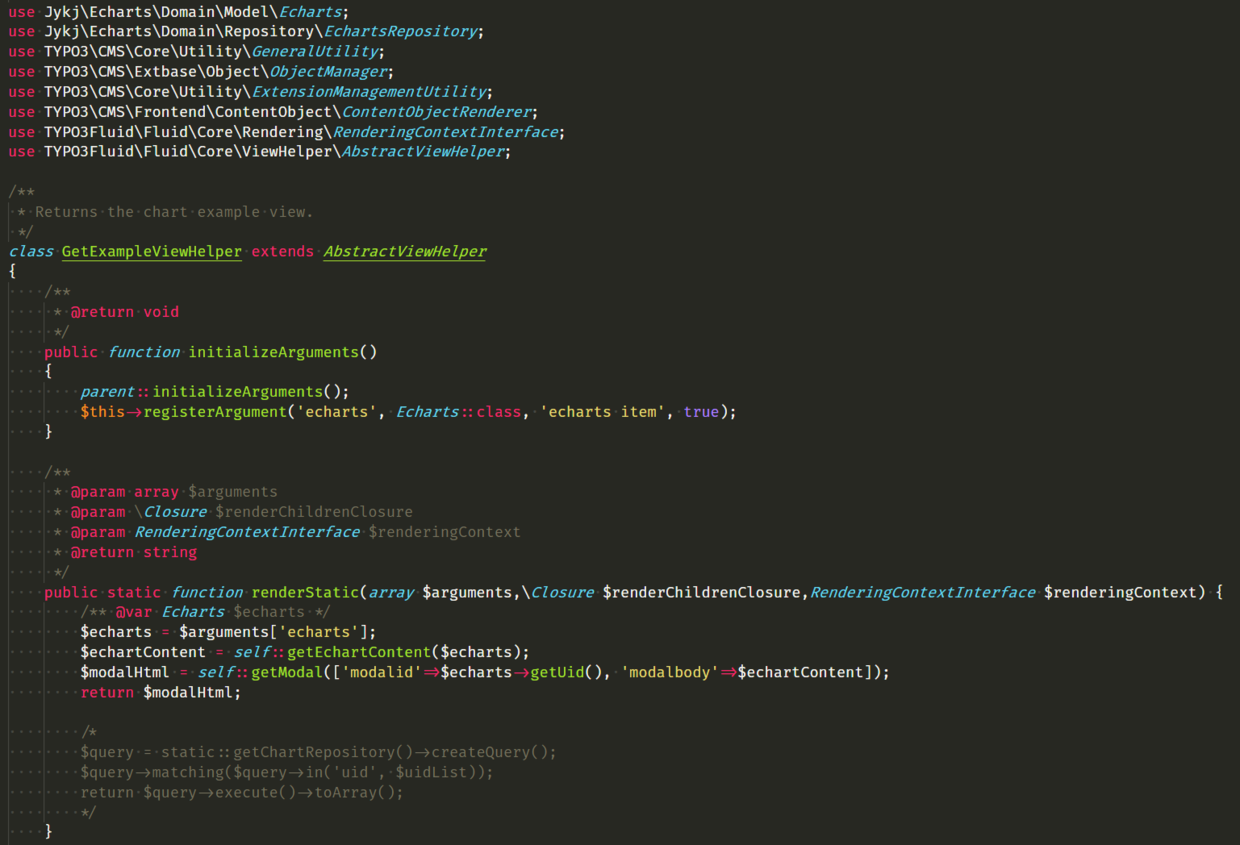 use Jykj\Echarts\Domain\Model\Echarts;
use Jykj\Echarts\Domain\Repository\EchartsRepository;
use TYPO3\CMS\Core\Utility\GeneralUtility;
use TYPO3\CMS\Extbase\Object\ObjectManager;
use TYPO3\CMS\Core\Utility\ExtensionManagementUtility;
use TYPO3\CMS\Frontend\ContentObject\ContentObjectRenderer;
use TYPO3Fluid\Fluid\Core\Rendering\RenderingContextInterface;
use TYPO3Fluid\Fluid\Core\ViewHelper\AbstractViewHelper;

/**
 * Returns the chart example view.
 */
class GetExampleViewHelper extends AbstractViewHelper
{
    /**
     * @return void
     */
    public function initializeArguments()
    {
        parent::initializeArguments();
        $this->registerArgument('echarts', Echarts::class, 'echarts item', true);
    }

    /**
     * @param array $arguments
     * @param \Closure $renderChildrenClosure
     * @param RenderingContextInterface $renderingContext
     * @return string
     */
    public static function renderStatic(array $arguments,\Closure $renderChildrenClosure,RenderingContextInterface $renderingContext) {
        /** @var Echarts $echarts */
        $echarts = $arguments['echarts'];
        $echartContent = self::getEchartContent($echarts);
        $modalHtml = self::getModal(['modalid'=>$echarts->getUid(), 'modalbody'=>$echartContent]);
        return $modalHtml;

        /*
        $query = static::getChartRepository()->createQuery();
        $query->matching($query->in('uid', $uidList));
        return $query->execute()->toArray();
        */
    }